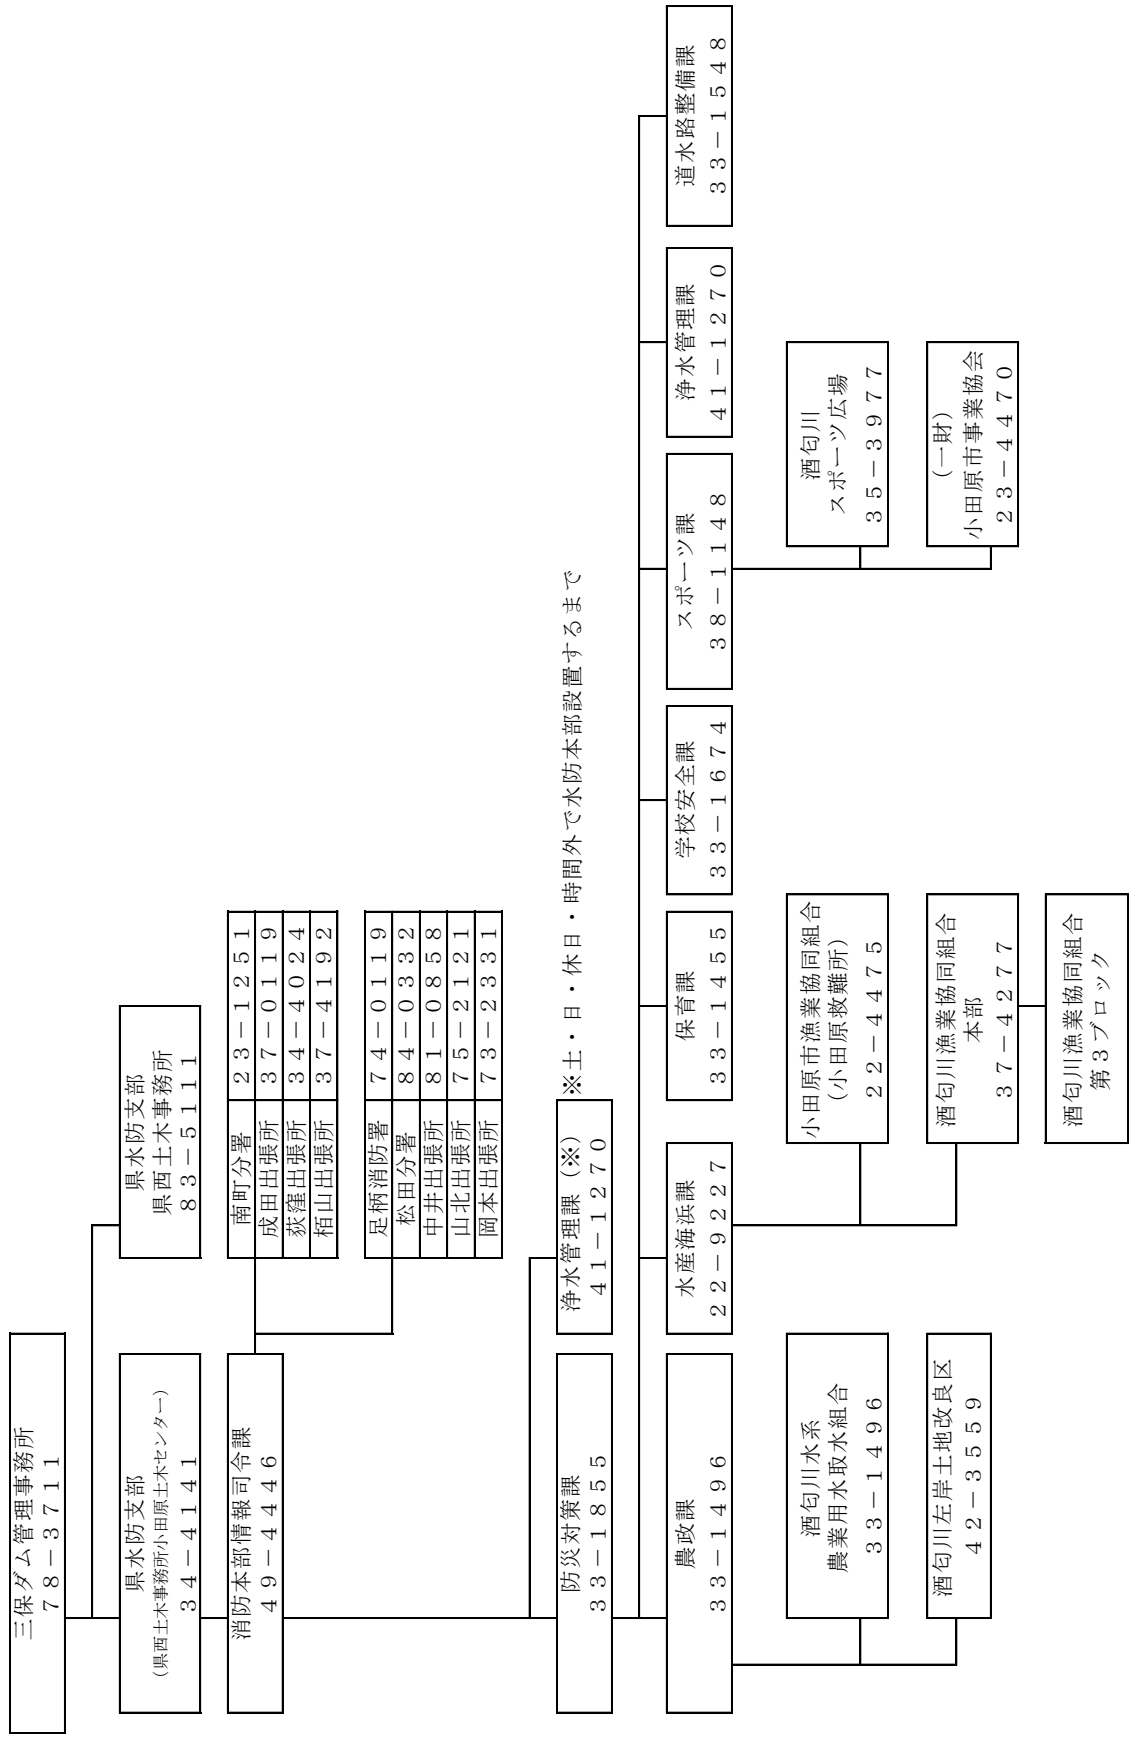 三保ダム管理事務所
７８－３７１１
県水防支部
（県西土木事務所小田原土木センター）
３４－４１４１
県水防支部
県西土木事務所
８３－５１１１
消防本部情報司令課
４９－４４４６
南町分署 ２３－１２５１
成田出張所 ３７－０１１９
荻窪出張所 ３４－４０２４
栢山出張所 ３７－４１９２
足柄消防署 ７４－０１１９
松田分署 ８４－０３３２
中井出張所 ８１－０８５８
山北出張所 ７５－２１２１
岡本出張所 ７３－２３３１
防災対策課
３３－１８５５
浄水管理課（※）
４１－１２７０
※土・日・休日・時間外で水防本部設置するまで
農政課
３３－１４９６
水産海浜課
２２－９２２７
保育課
３３－１４５５
学校安全課
３３－１６７４
スポーツ課
３８－１１４８
浄水管理課
４１－１２７０
道水路整備課
３３－１５４８
酒匂川水系
農業用水取水組合
３３－１４９６
小田原市漁業協同組合
（小田原救難所）
２２－４４７５
酒匂川
スポーツ広場
３５－３９７７
酒匂川左岸土地改良区
４２－３５５９
酒匂川漁業協同組合
本部
３７－４２７７
（一財）
小田原市事業協会
２３－４４７０
酒匂川漁業協同組合
第３ブロック